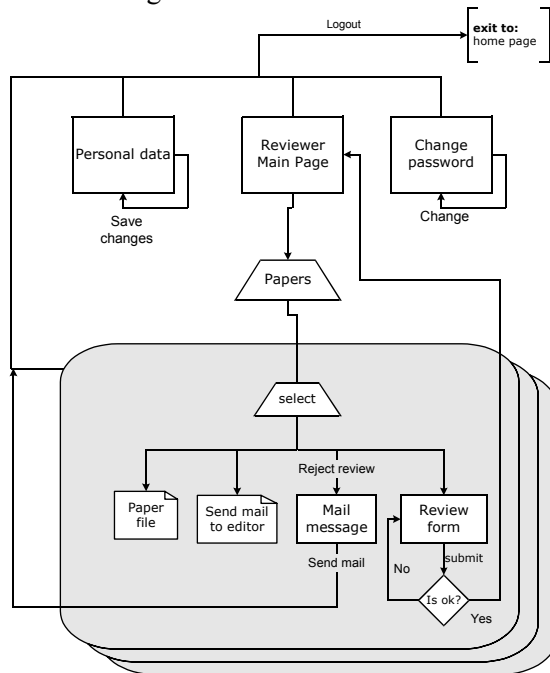 Logout
exit to:
home page
Personal data
Reviewer
Main Page
Change
password
Save
changes
Change
Papers
select
Reject review
Paper
file
Send mail
to editor
Mail
message
Review
form
Send mail
submit
No
Is ok?
Yes